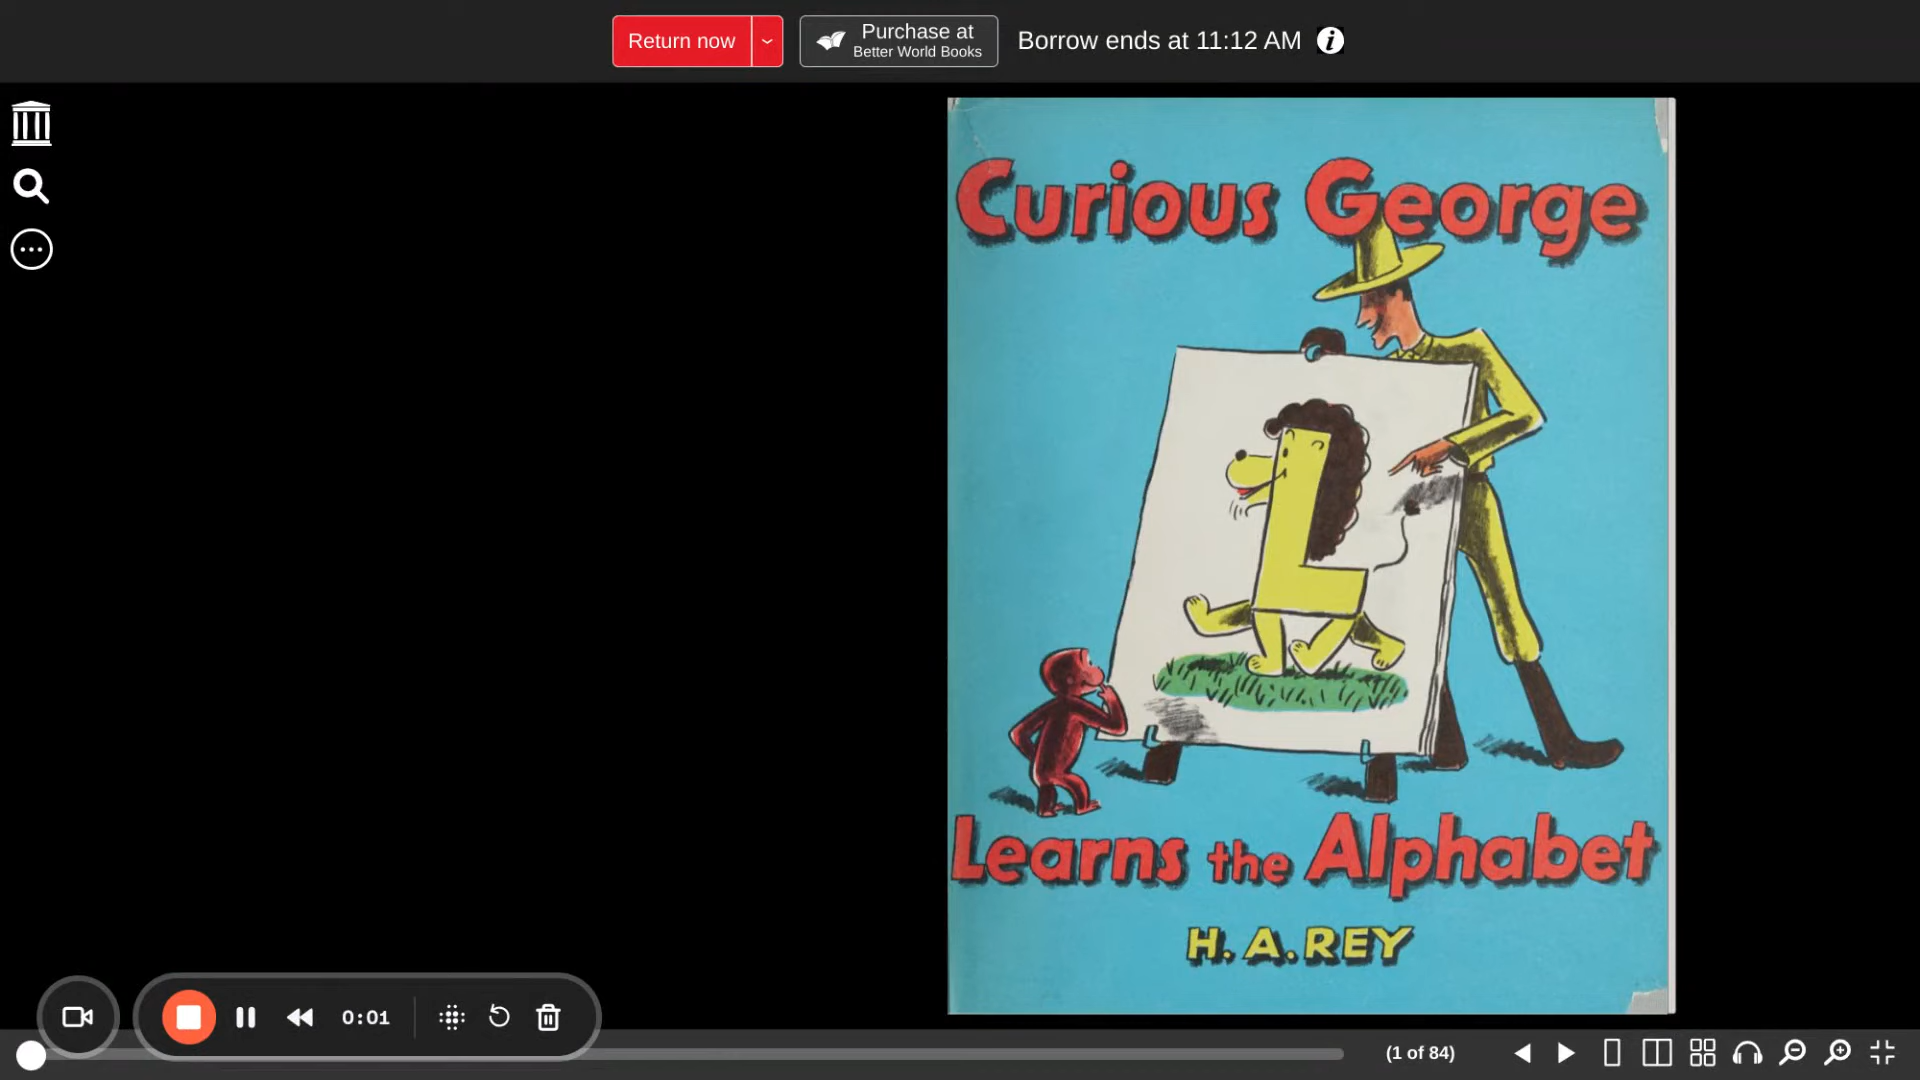 Return now
Purchase at
Better World Books
Borrow ends at 11:12 AM
Curious George
L
Learns the Alphabet
H. A. REY
0:01
(1 of 84)